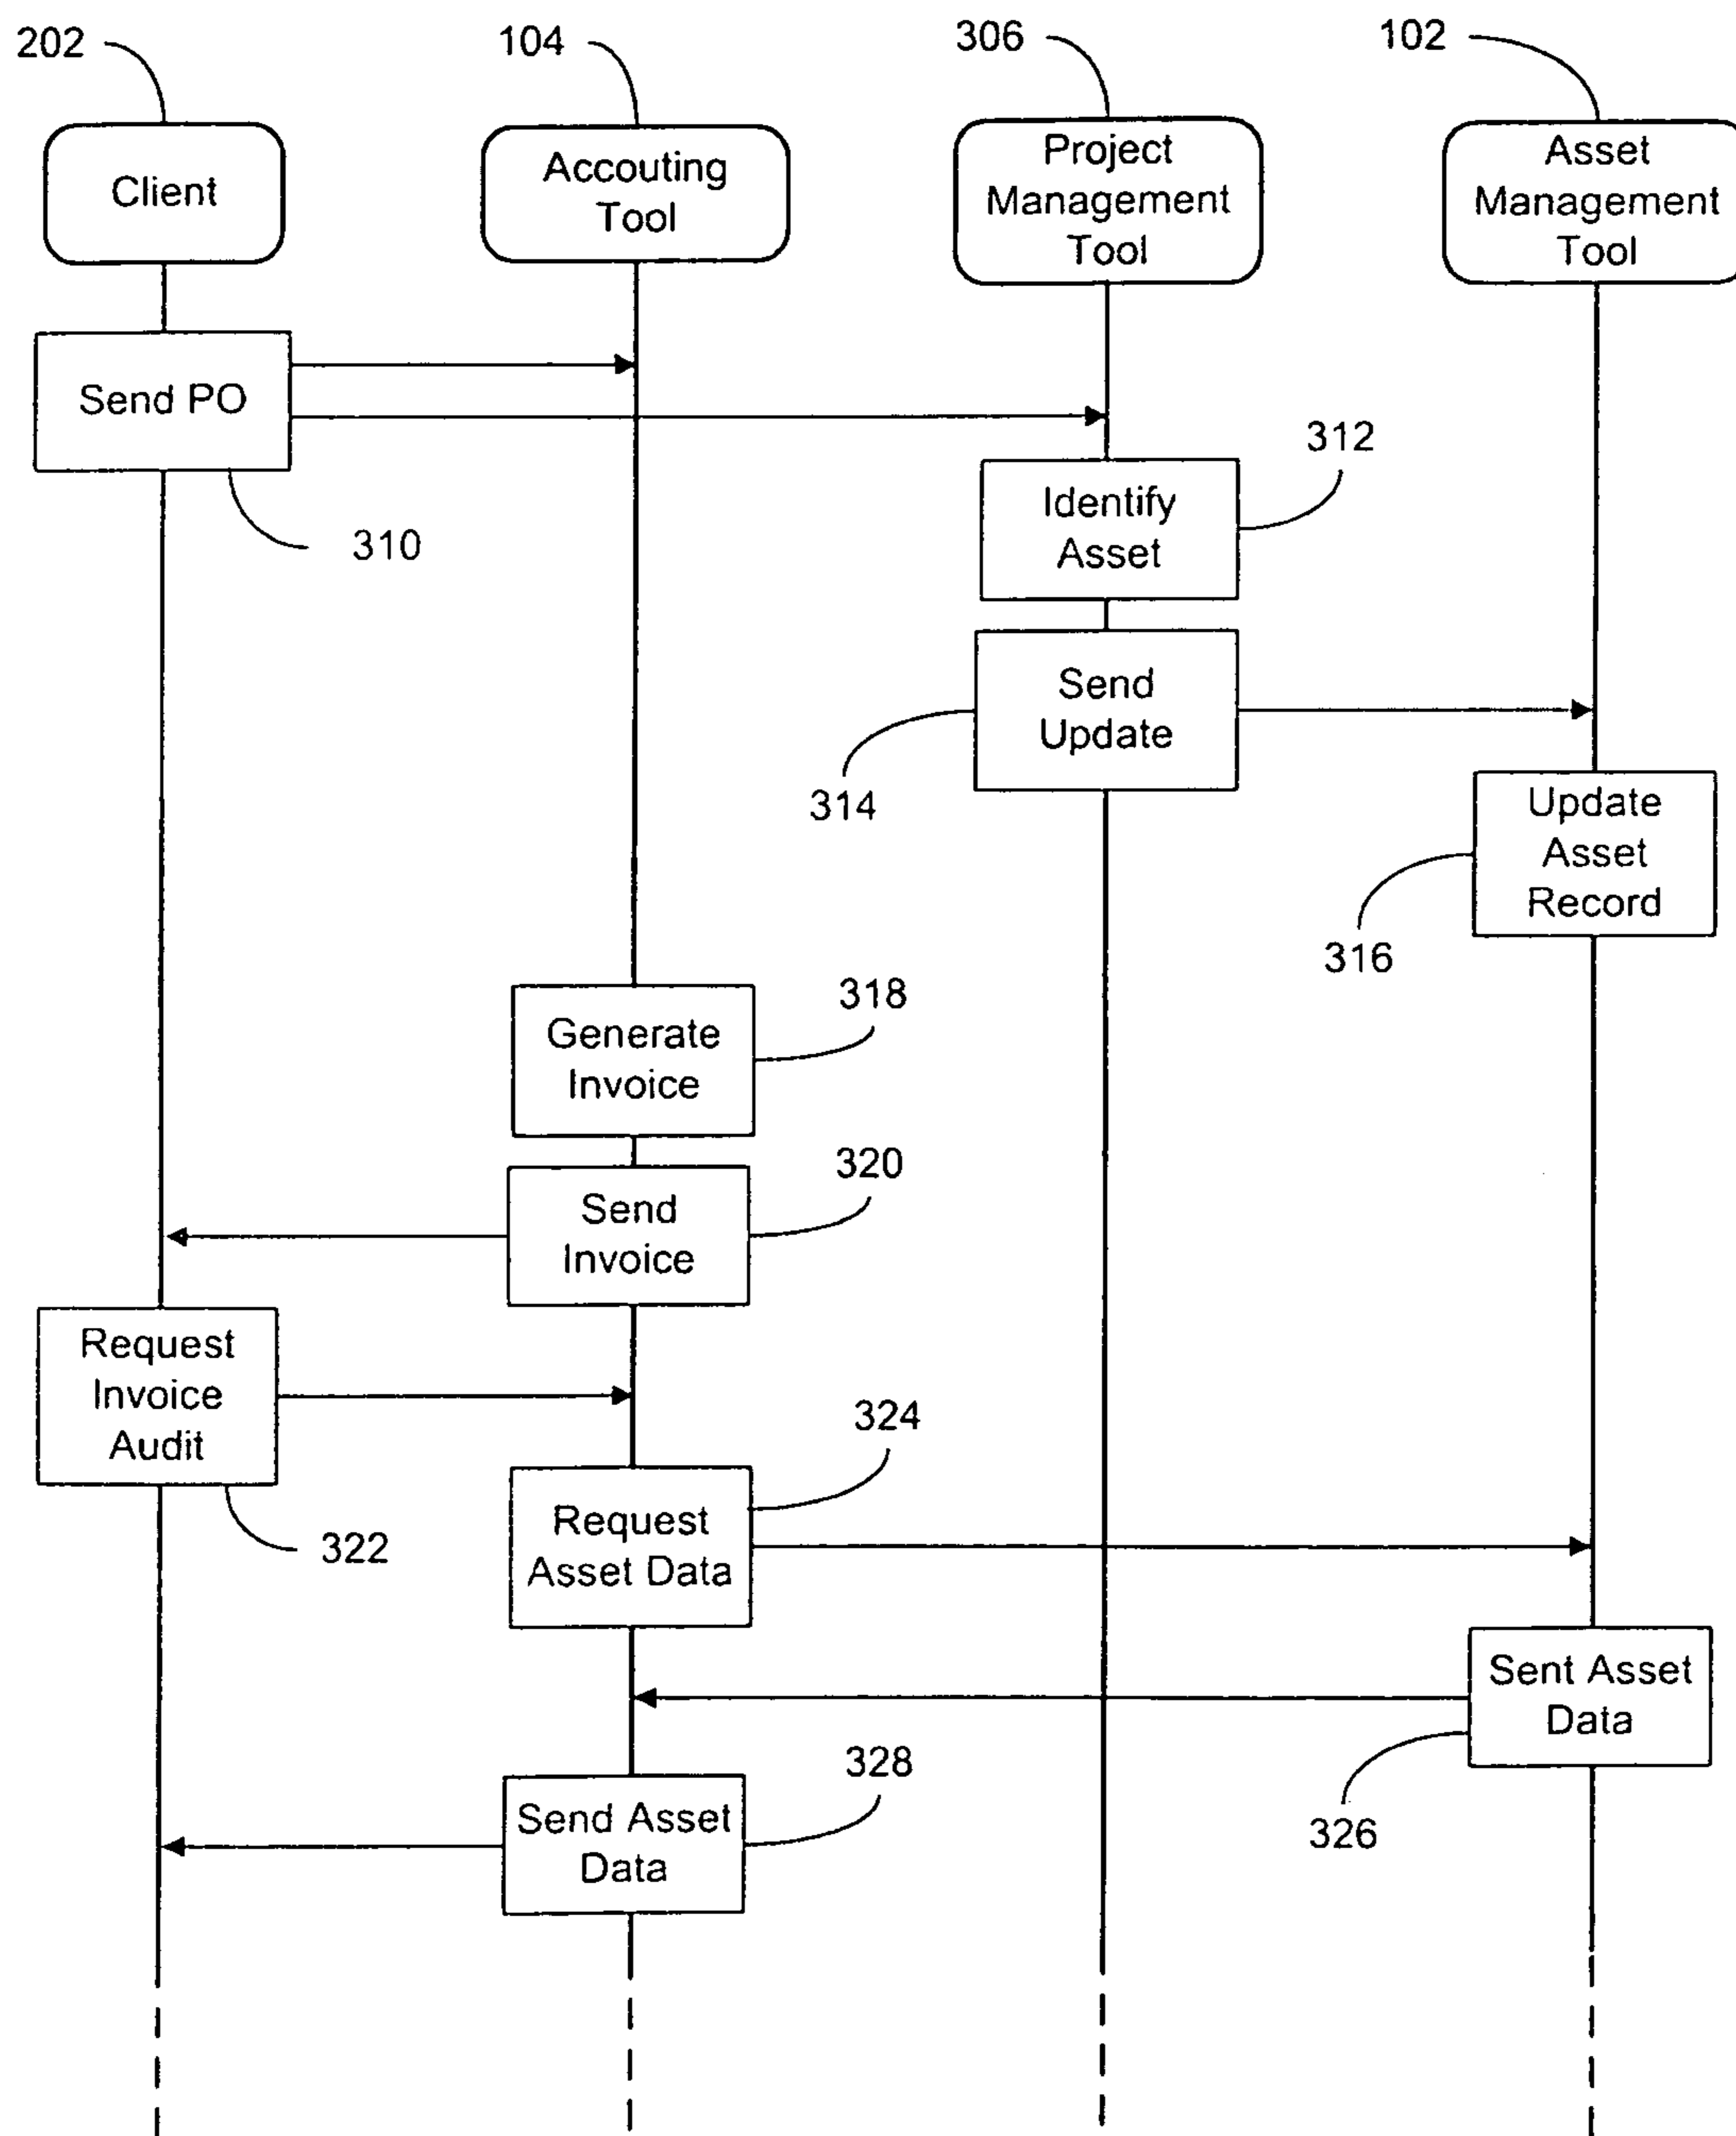 202
104
306
102
Client
Accouting
Tool
Project
Management
Tool
Asset
Management
Tool
Send PO
310
312
Identify
Asset
Send
Update
314
Update
Asset
Record
316
318
Generate
Invoice
320
Send
Invoice
Request
Invoice
Audit
322
324
Request
Asset Data
Sent Asset
Data
326
328
Send Asset
Data